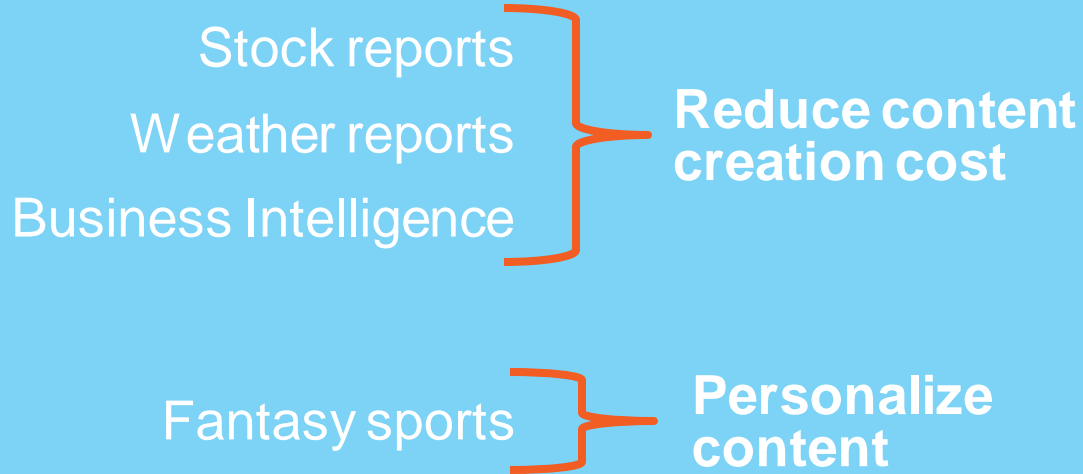 Stock reports
Weather reports
Business Intelligence
Reduce content
creation cost
Fantasy sports
Personalize
content